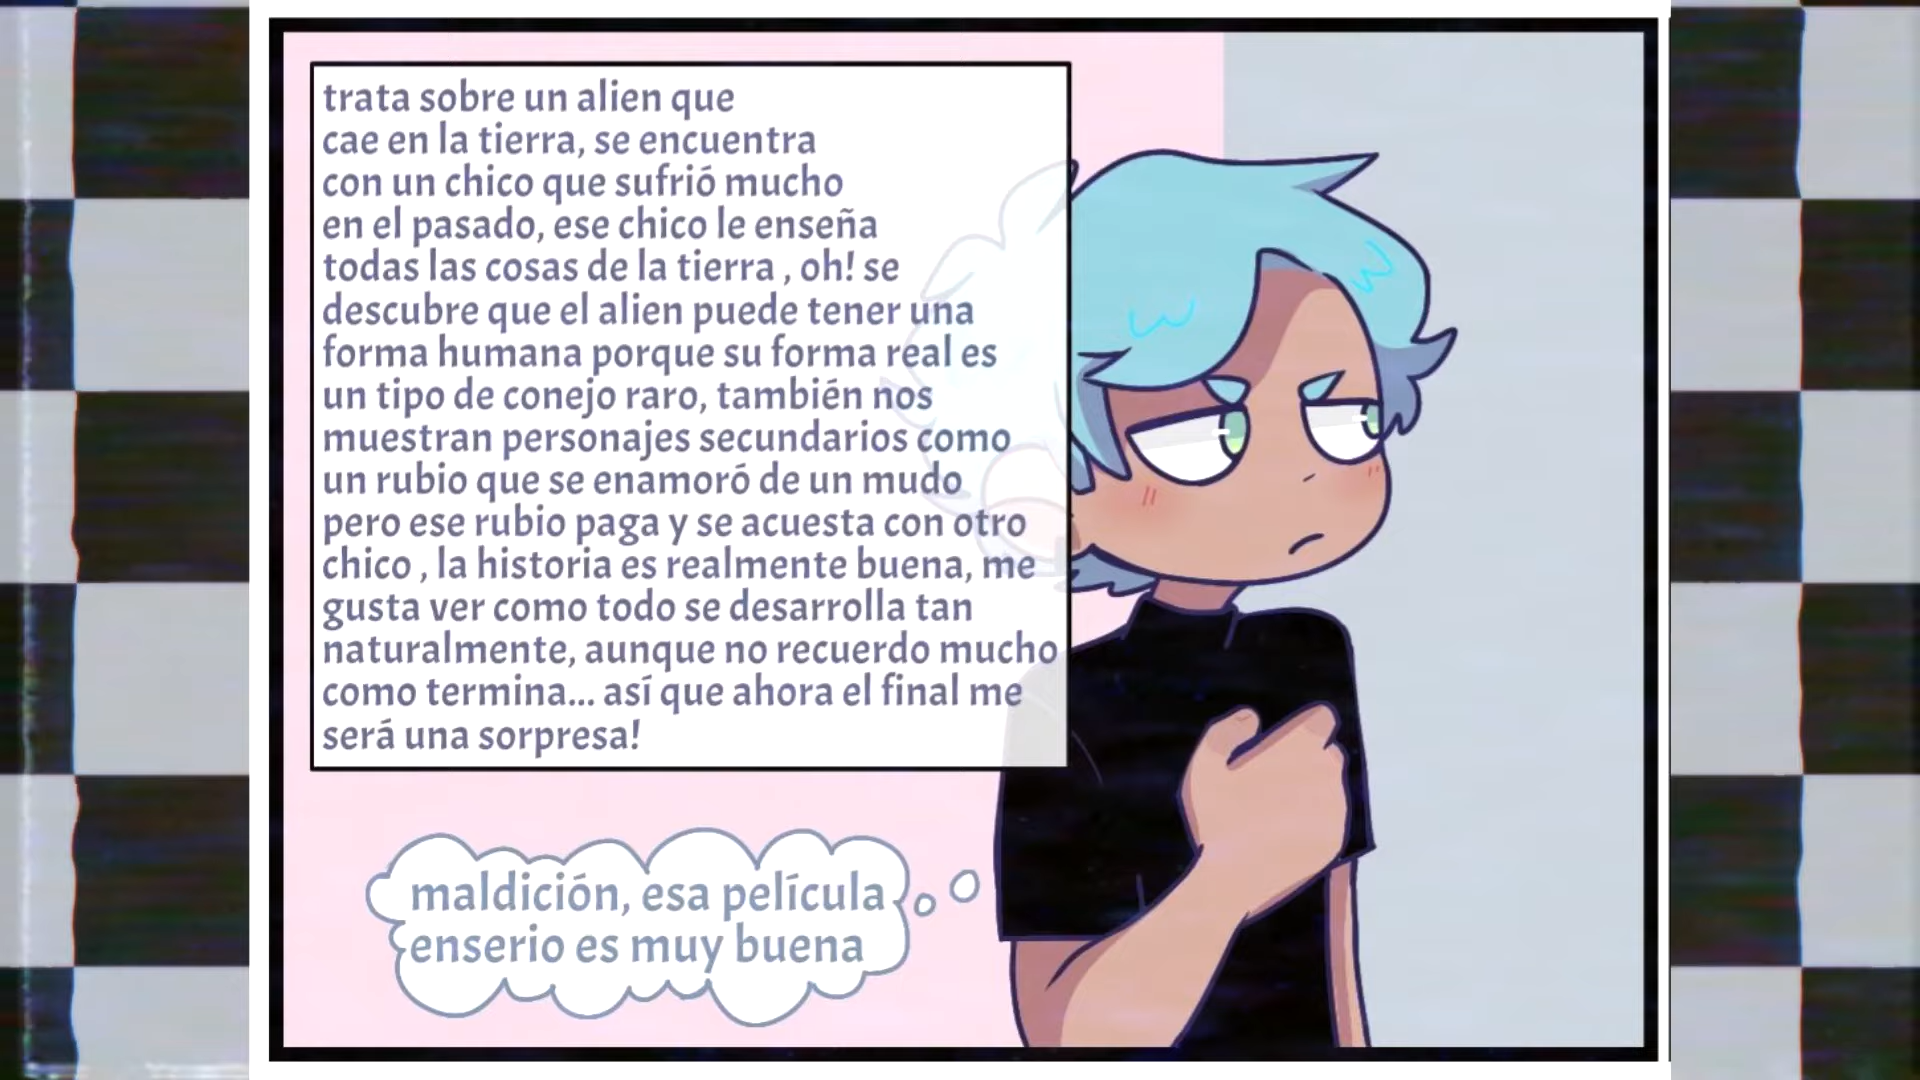 trata sobre un alien que
cae en la tierra, se encuentra
con un chico que sufrió mucho
en el pasado, ese chico le enseña
todas las cosas de la tierra , oh! se
descubre que el alien puede tener una
forma humana porque su forma real es
un tipo de conejo raro, también nos
muestran personajes secundarios como
un rubio que se enamoró de un mudo
pero ese rubio paga y se acuesta con otro
chico , la historia es realmente buena, me
gusta ver como todo se desarrolla tan
naturalmente, aunque no recuerdo mucho
como termina... así que ahora el final me
será una sorpresa!
maldición, esa película
enserio es muy buena